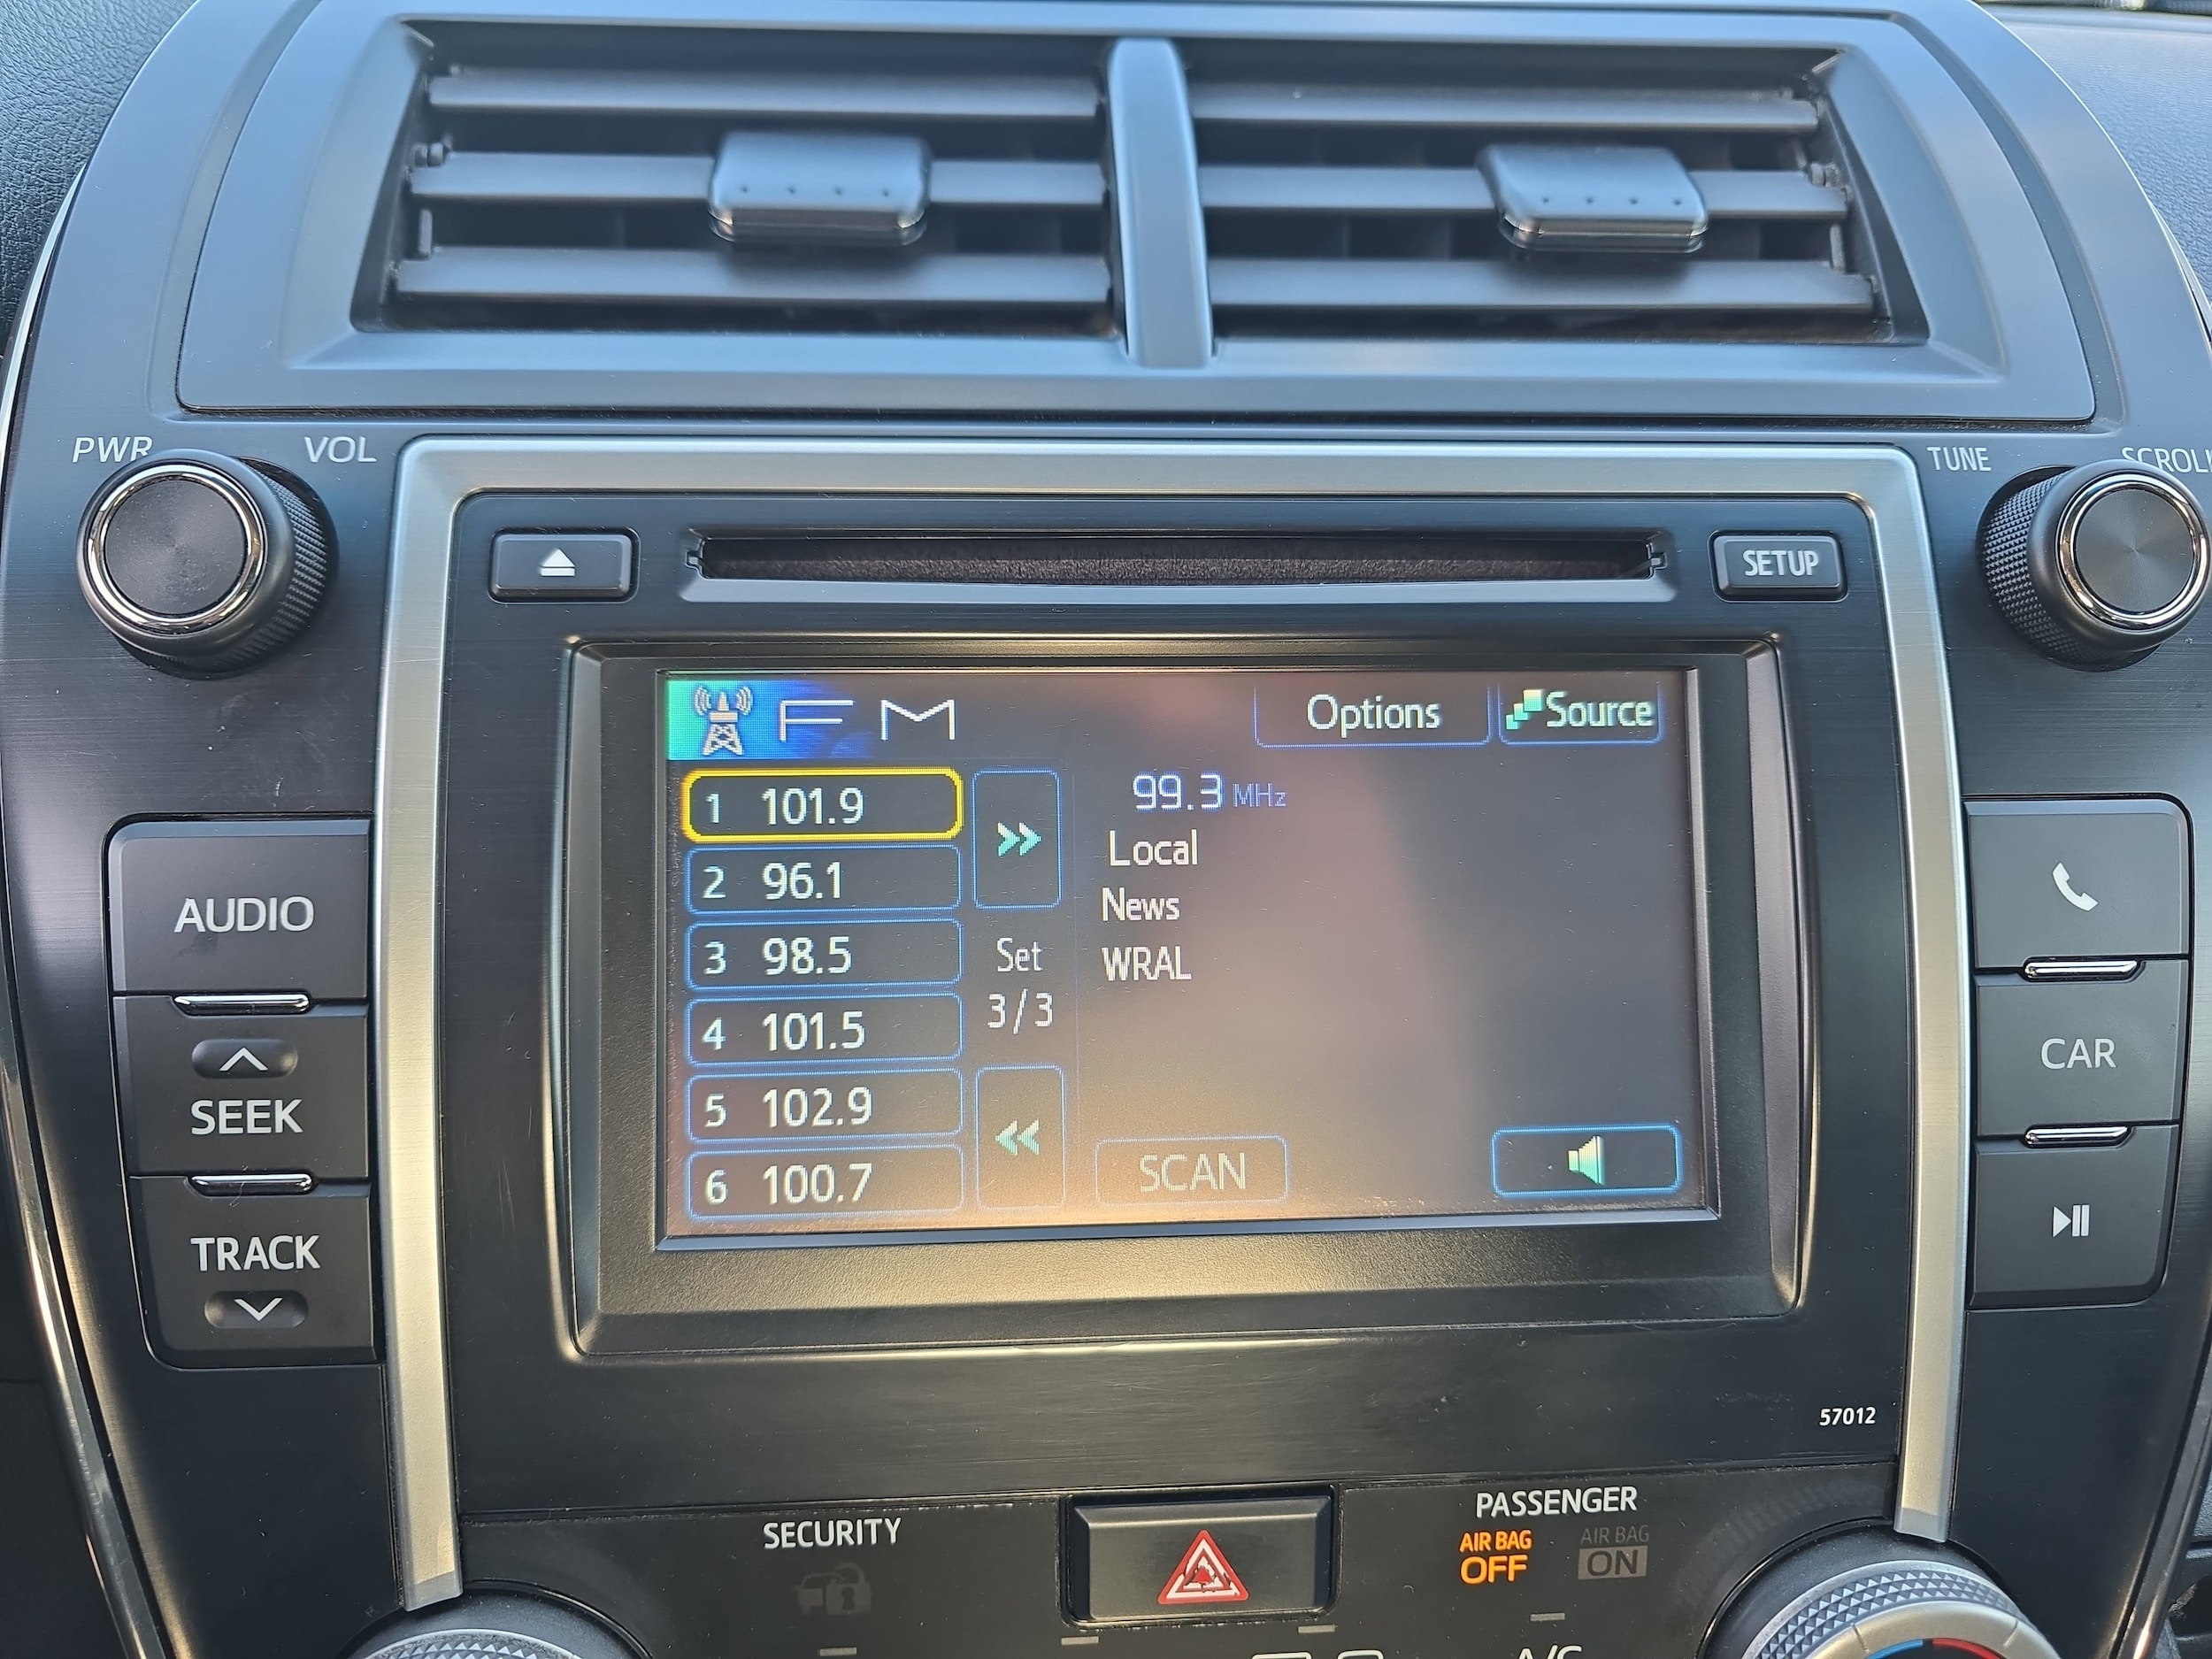 PWR VOL
TUNE SCROLL
SETUP
FM Options Source
1 101.9
2 96.1
3 98.5
4 101.5
5 102.9
6 100.7
Set
3/3
99.3 MHz
Local
News
WRAL
SCAN
AUDIO
SEEK
TRACK
CAR
57012
SECURITY
PASSENGER
AIR BAG
OFF
AIR BAG
ON
A/C